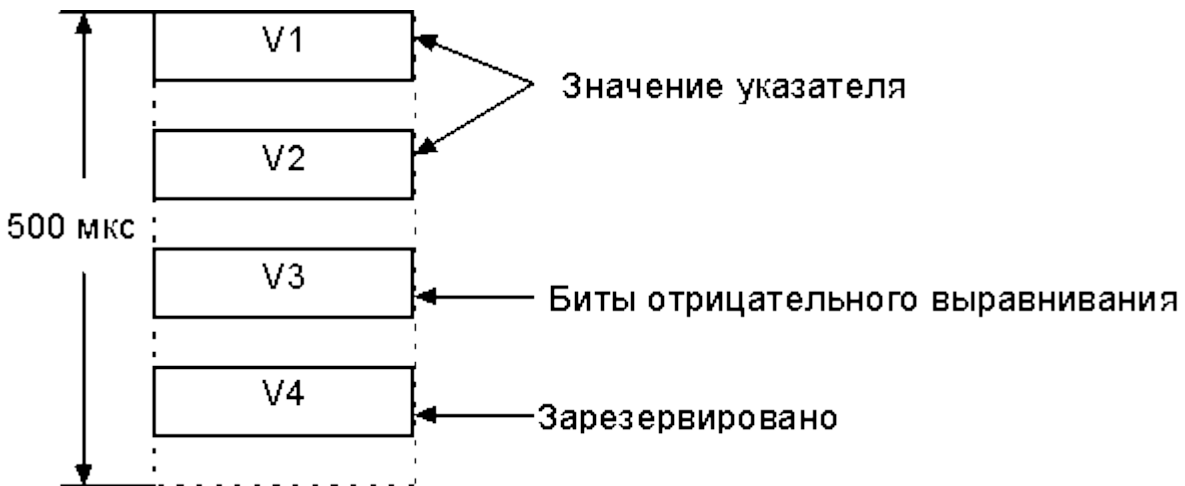 V1
Значение указателя
V2
500 мкс
V3
Биты отрицательного выравнивания
V4
Зарезервировано